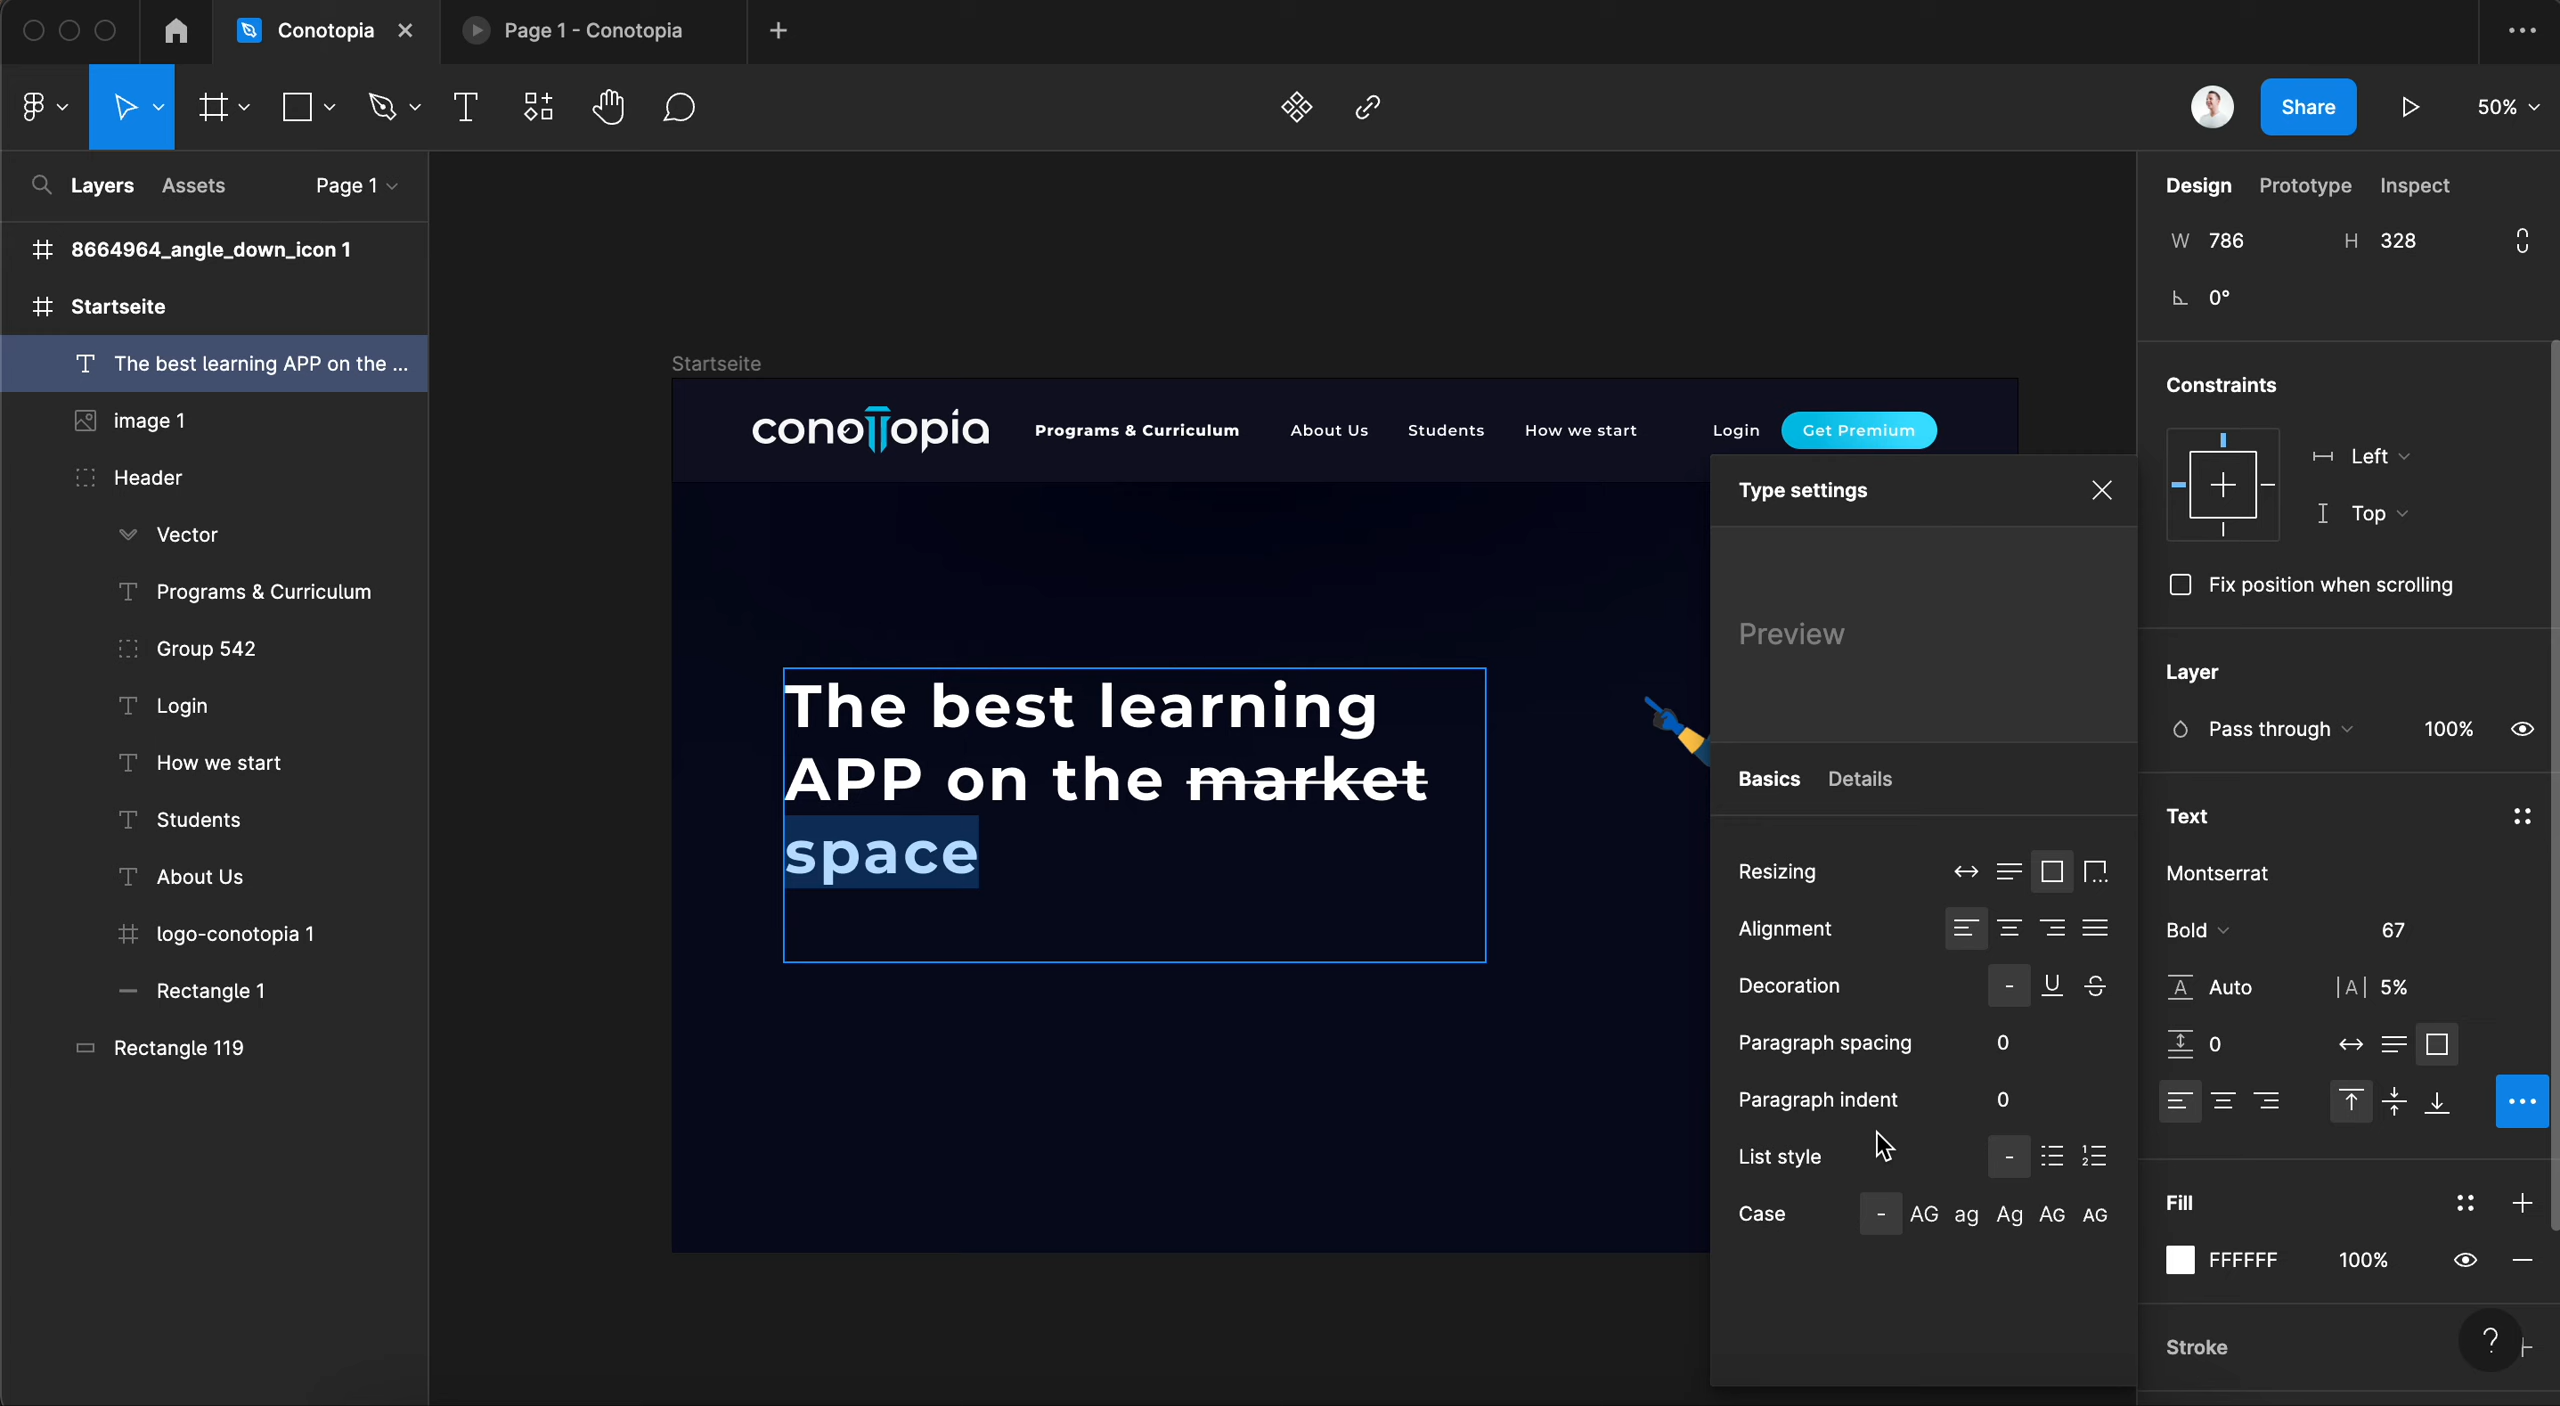 Conotopia
Page 1 - Conotopia
Share
50%
Layers
Assets
Page 1
8664964_angle_down_icon 1
Startseite
The best learning APP on the ...
image 1
Header
Vector
Programs & Curriculum
Group 542
Login
How we start
Students
About Us
logo-conotopia 1
Rectangle 1
Rectangle 119
Startseite
conoTopia
Programs & Curriculum
About Us
Students
How we start
Login
Get Premium
The best learning
APP on the market
space
Type settings
Preview
Basics
Details
Resizing
Alignment
Decoration
-
Paragraph spacing
0
Paragraph indent
0
List style
-
Case
-
AG
ag
Ag
AG
AG
Design
Prototype
Inspect
W 786
H 328
0°
Constraints
Left
Top
Fix position when scrolling
Layer
Pass through
100%
Text
Montserrat
Bold
67
Auto
5%
0
Fill
FFFFFF
100%
Stroke
?